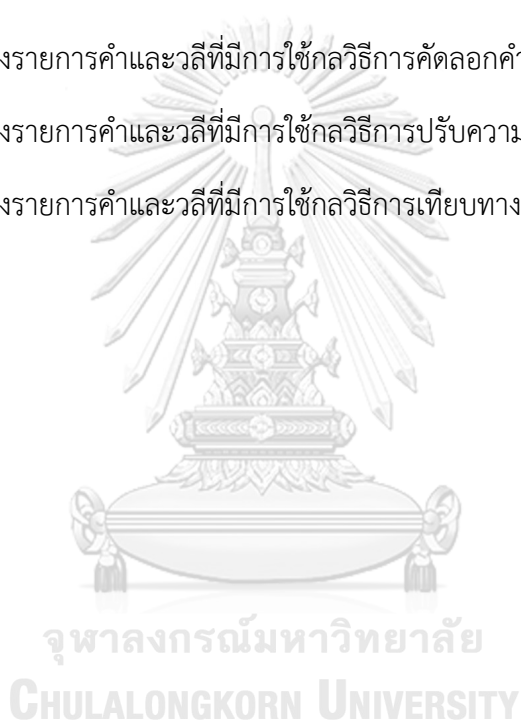 งรายการคำและวลีที่มีการใช้กลวิธีการคัดลอกคำ
งรายการคำและวลีที่มีการใช้กลวิธีการปรับความ
งรายการคำและวลีที่มีการใช้กลวิธีการเทียบทาง
จุฬาลงกรณ์มหาวิทยาลัย
CHULALONGKORN UNIVERSITY